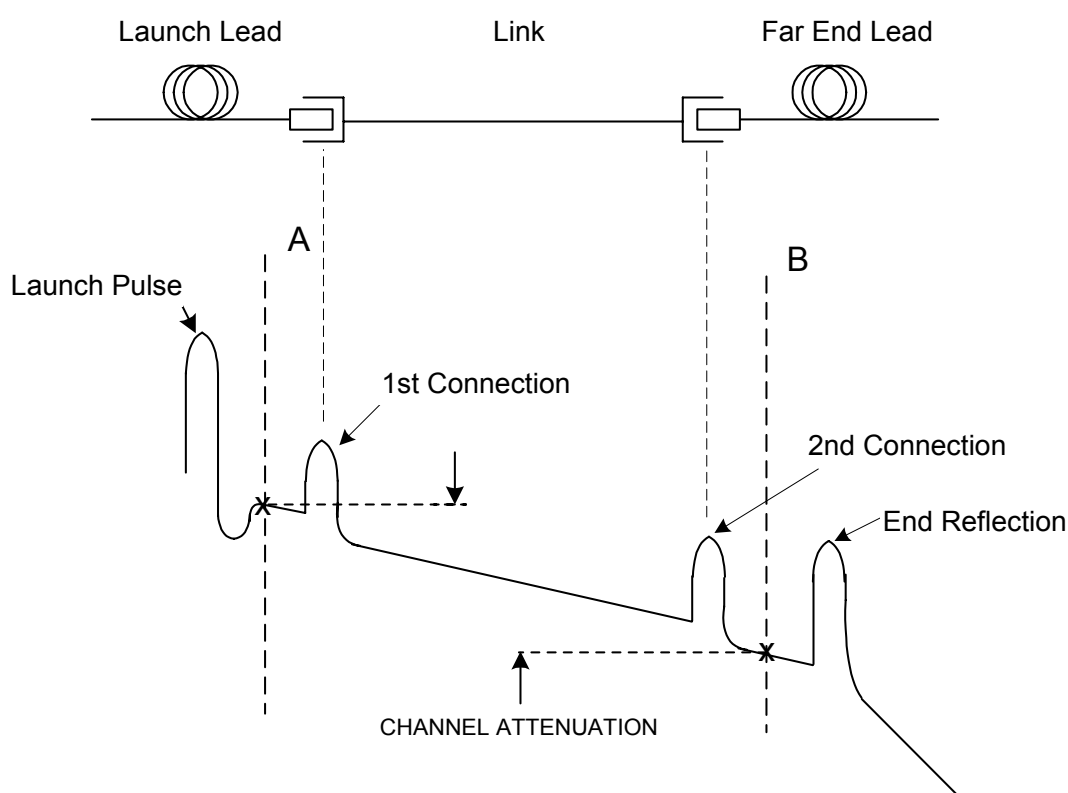 Launch Lead
Link
Far End Lead
A
B
Launch Pulse
1st Connection
2nd Connection
End Reflection
X
X
CHANNEL ATTENUATION